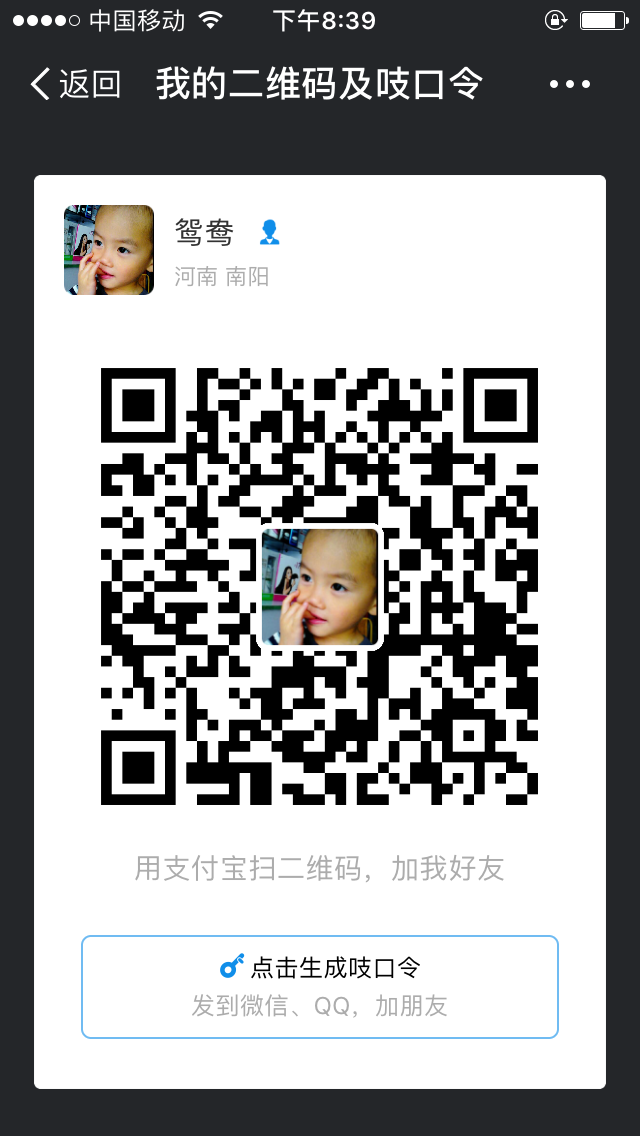 中国移动 下午8:39
返回 我的二维码及吱口令
鸳鸯
河南 南阳
用支付宝扫二维码，加我好友
点击生成吱口令
发到微信、QQ，加朋友